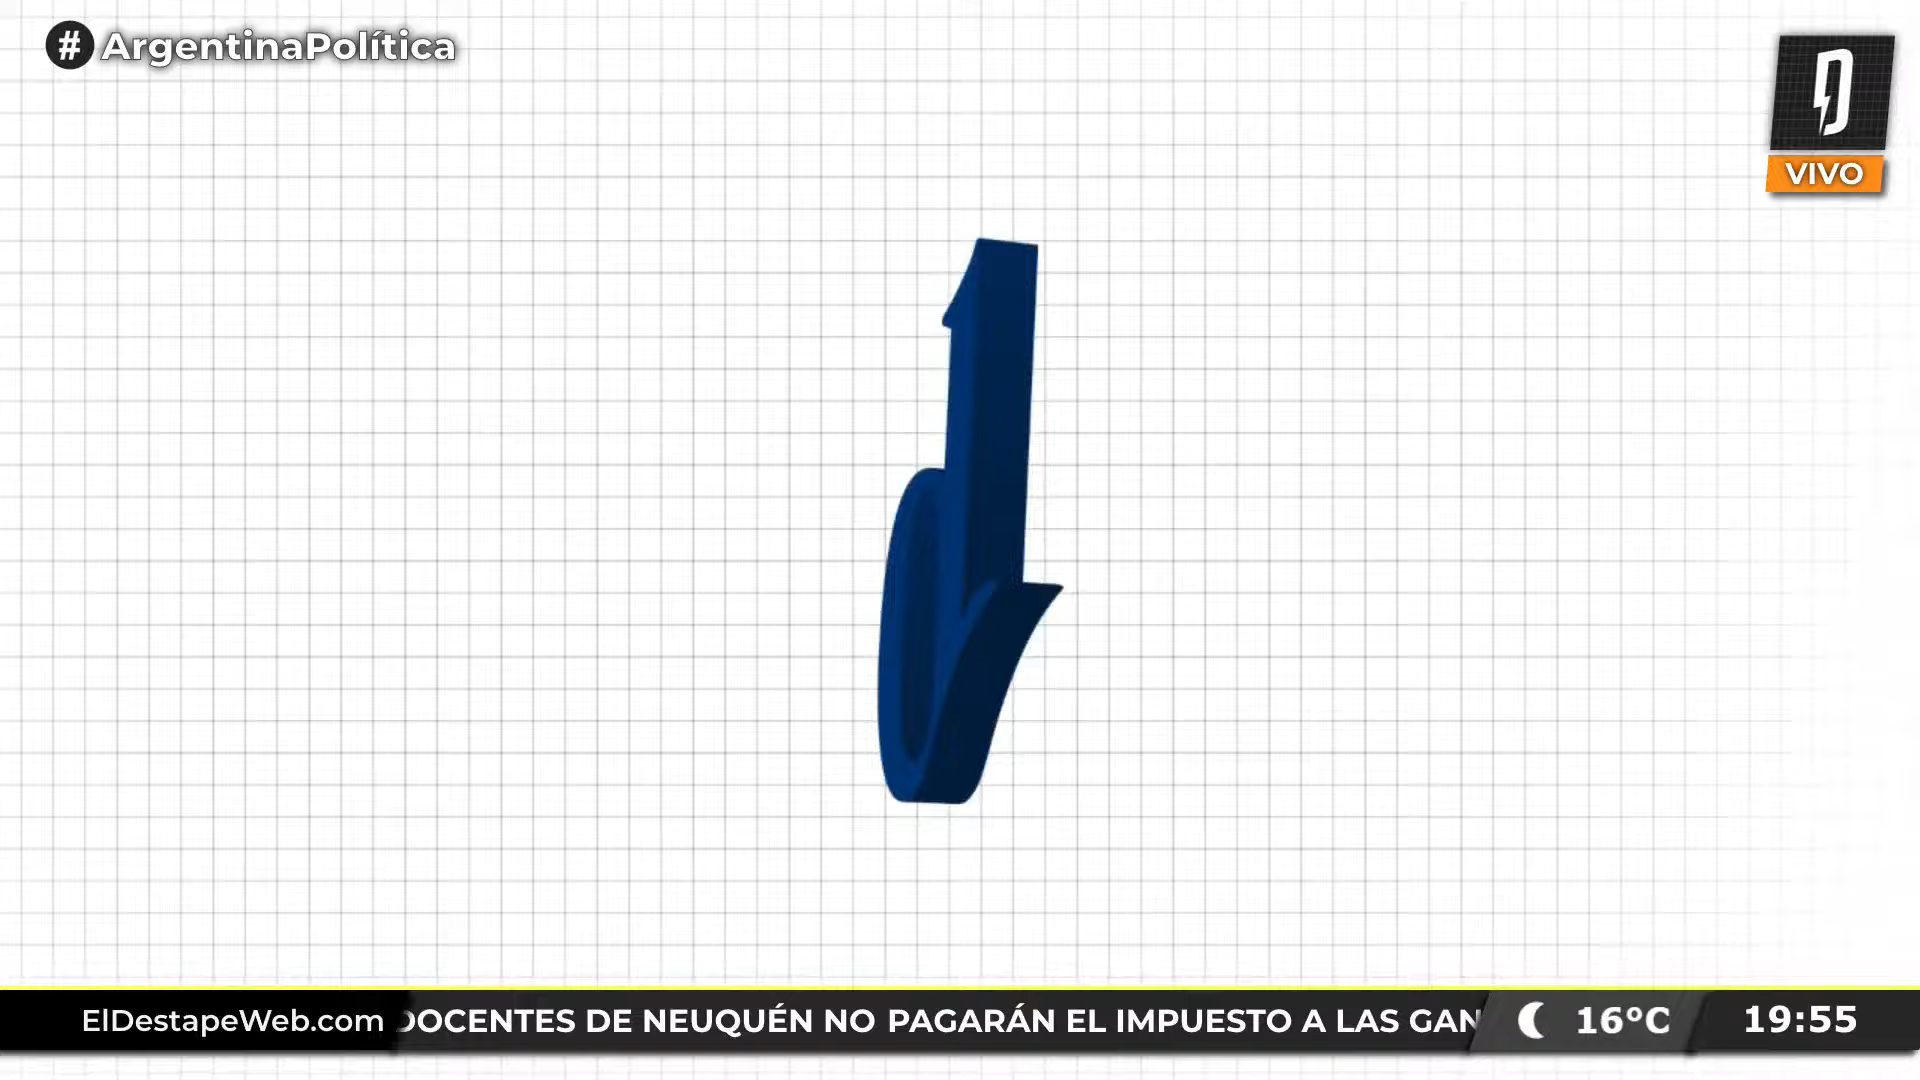 # ArgentinaPolítica
VIVO
ElDestapeWeb.com
DOCENTES DE NEUQUÉN NO PAGARÁN EL IMPUESTO A LAS GAN
16°C
19:55